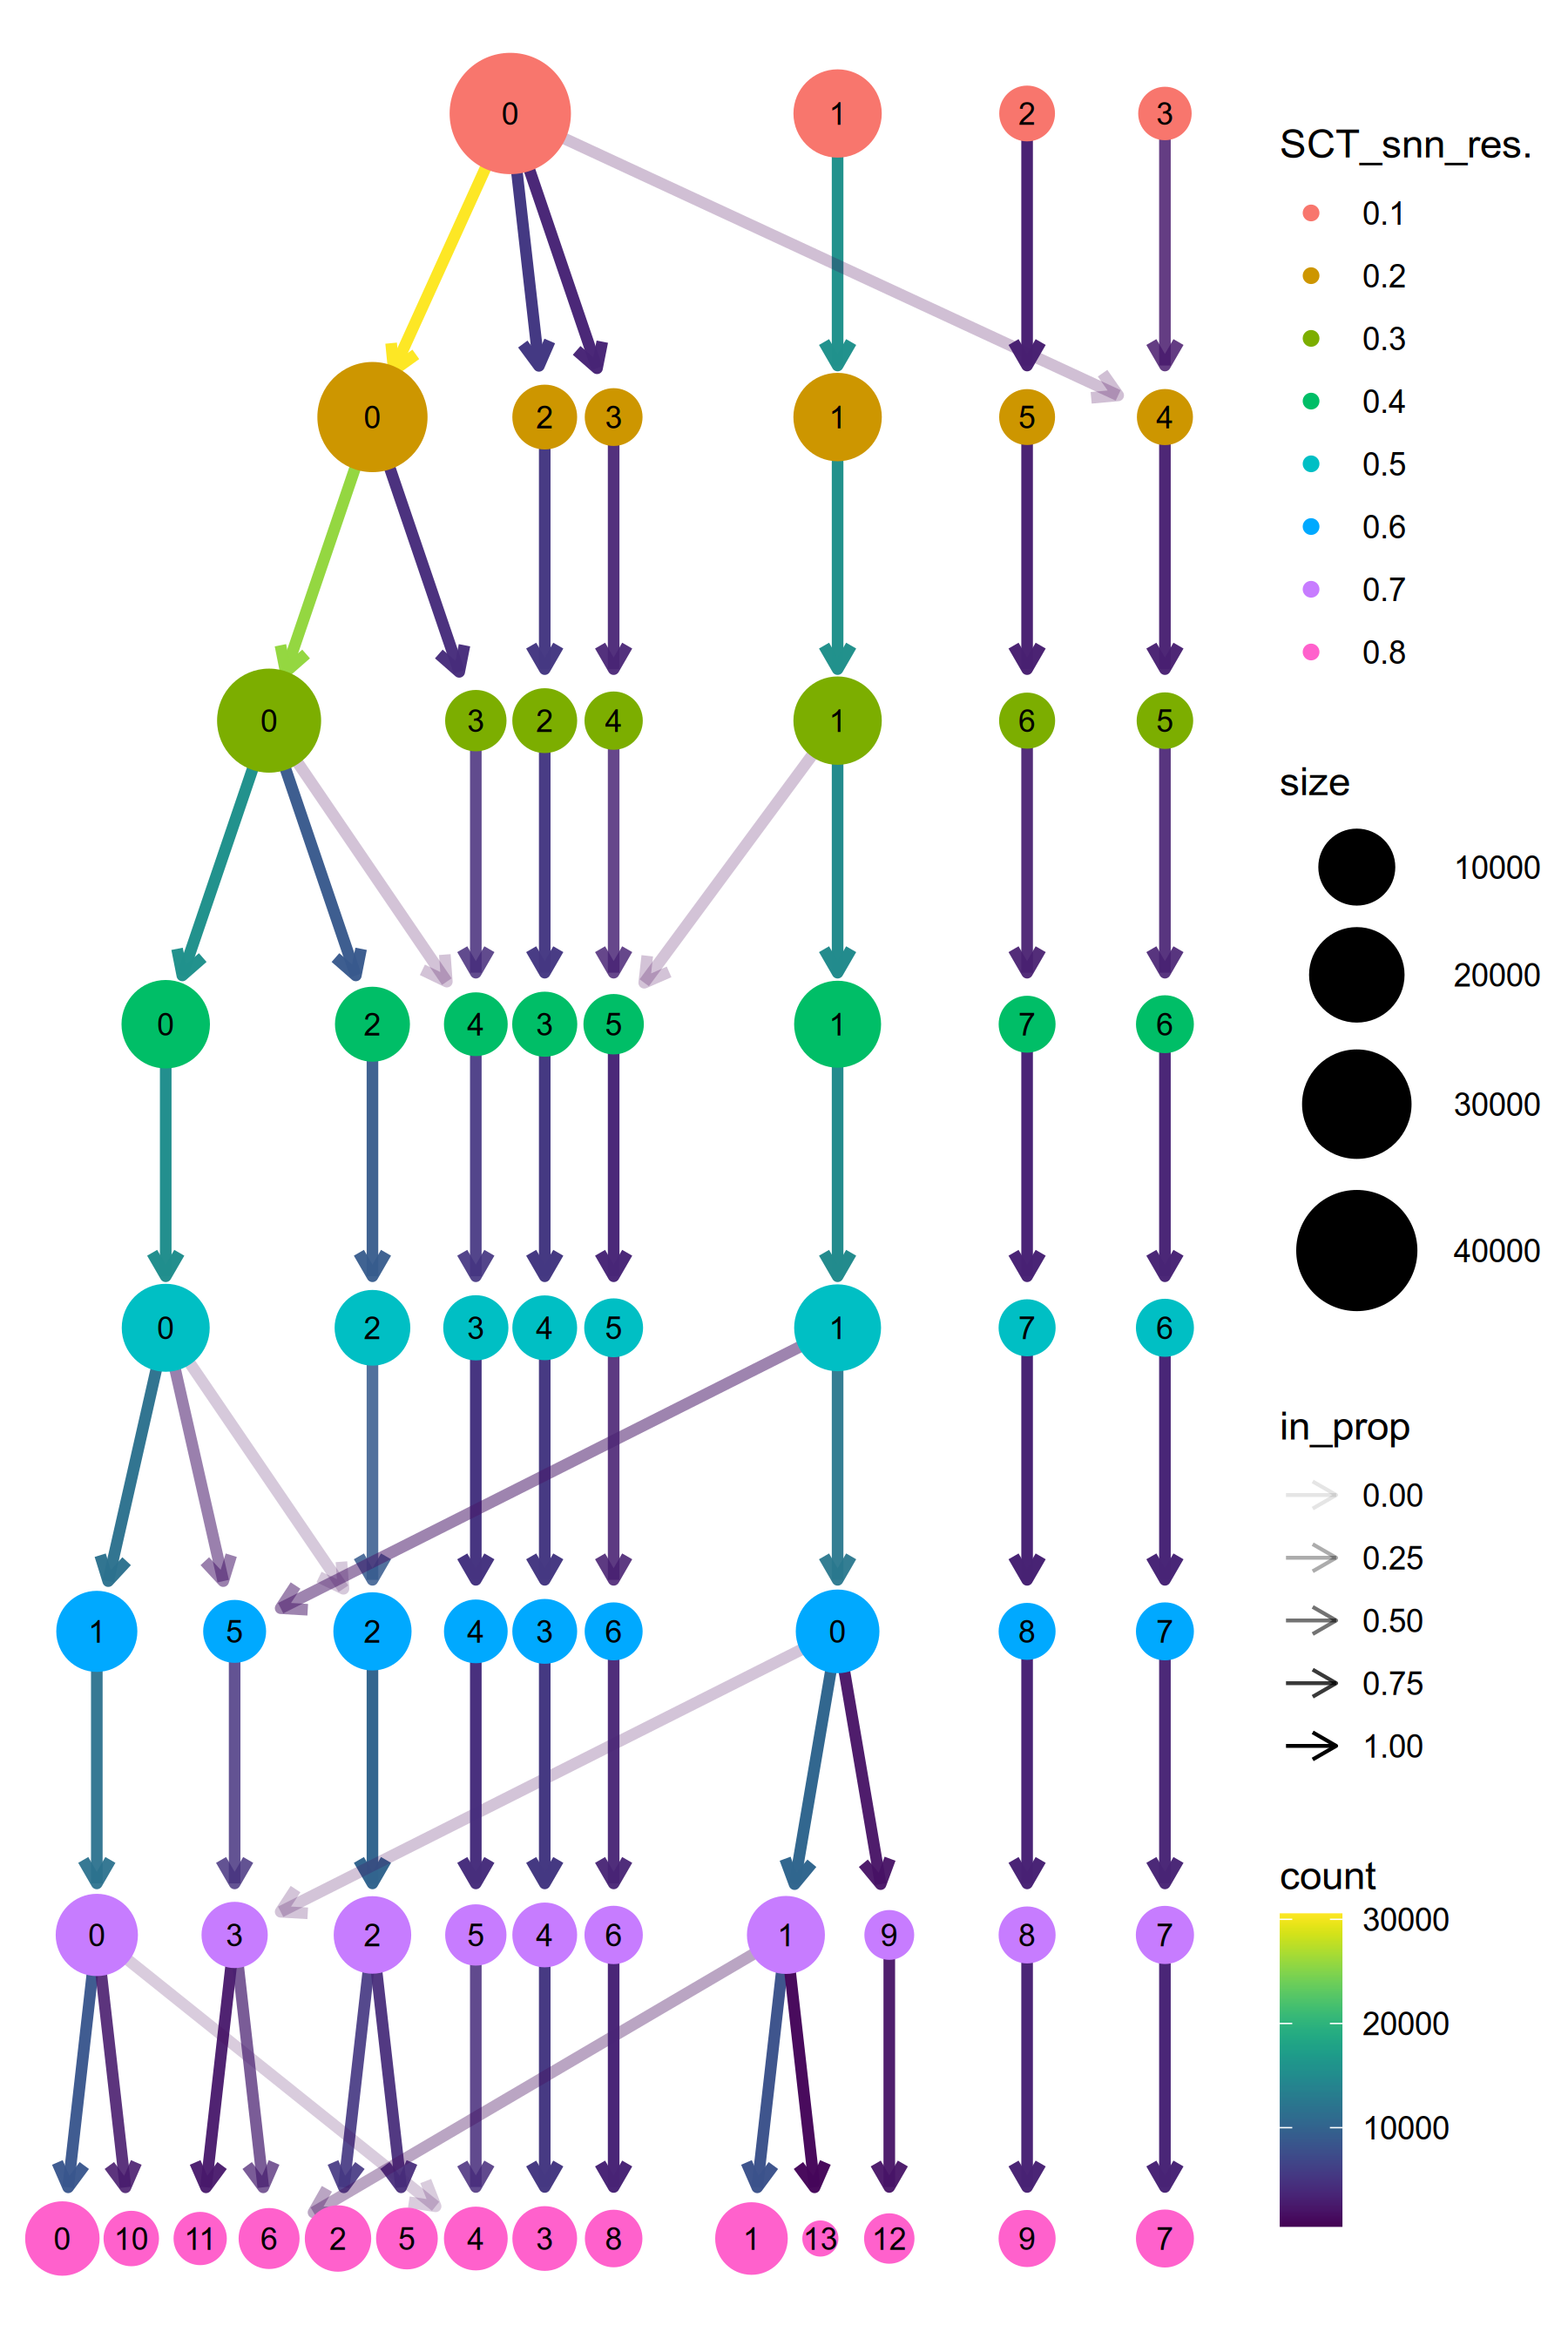 0 1 2 3
0 2 3 1 5 4
0 3 2 4 1 6 5
0 2 4 3 5 1 7 6
0 2 3 4 5 1 7 6
1 5 2 4 3 6 0 8 7
0 3 2 5 4 6 1 9 8 7
0 10 11 6 2 5 4 3 8 1 13 12 9 7
SCT_snn_res.
0.1
0.2
0.3
0.4
0.5
0.6
0.7
0.8
size
10000
20000
30000
40000
in_prop
0.00
0.25
0.50
0.75
1.00
count
30000
20000
10000